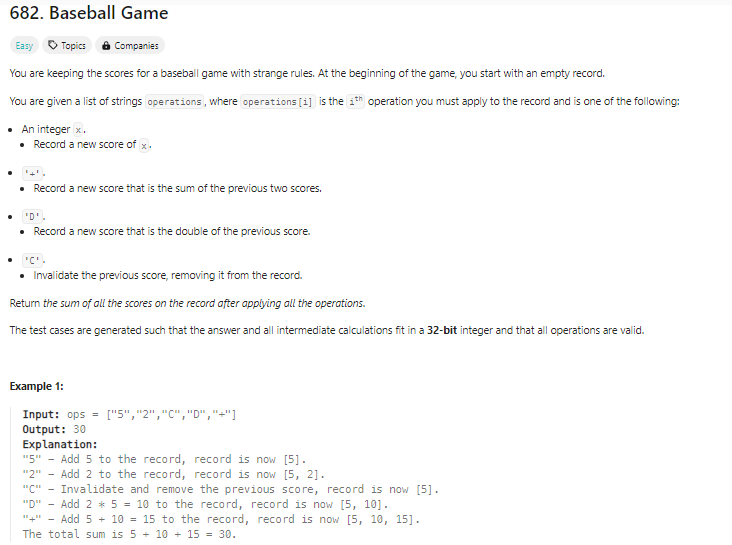 682. Baseball Game
Easy Topics Companies
You are keeping the scores for a baseball game with strange rules. At the beginning of the game, you start with an empty record.
You are given a list of strings operations, where operations[i] is the ith operation you must apply to the record and is one of the following:
• An integer x.
• Record a new score of x.
• '+'.
• Record a new score that is the sum of the previous two scores.
• 'D'.
• Record a new score that is the double of the previous score.
• 'C'.
• Invalidate the previous score, removing it from the record.
Return the sum of all the scores on the record after applying all the operations.
The test cases are generated such that the answer and all intermediate calculations fit in a 32-bit integer and that all operations are valid.
Example 1:
Input: ops = ["5","2","C","D","+"]
Output: 30
Explanation:
"5" - Add 5 to the record, record is now [5].
"2" - Add 2 to the record, record is now [5, 2].
"C" - Invalidate and remove the previous score, record is now [5].
"D" - Add 2 * 5 = 10 to the record, record is now [5, 10].
"+" - Add 5 + 10 = 15 to the record, record is now [5, 10, 15].
The total sum is 5 + 10 + 15 = 30.